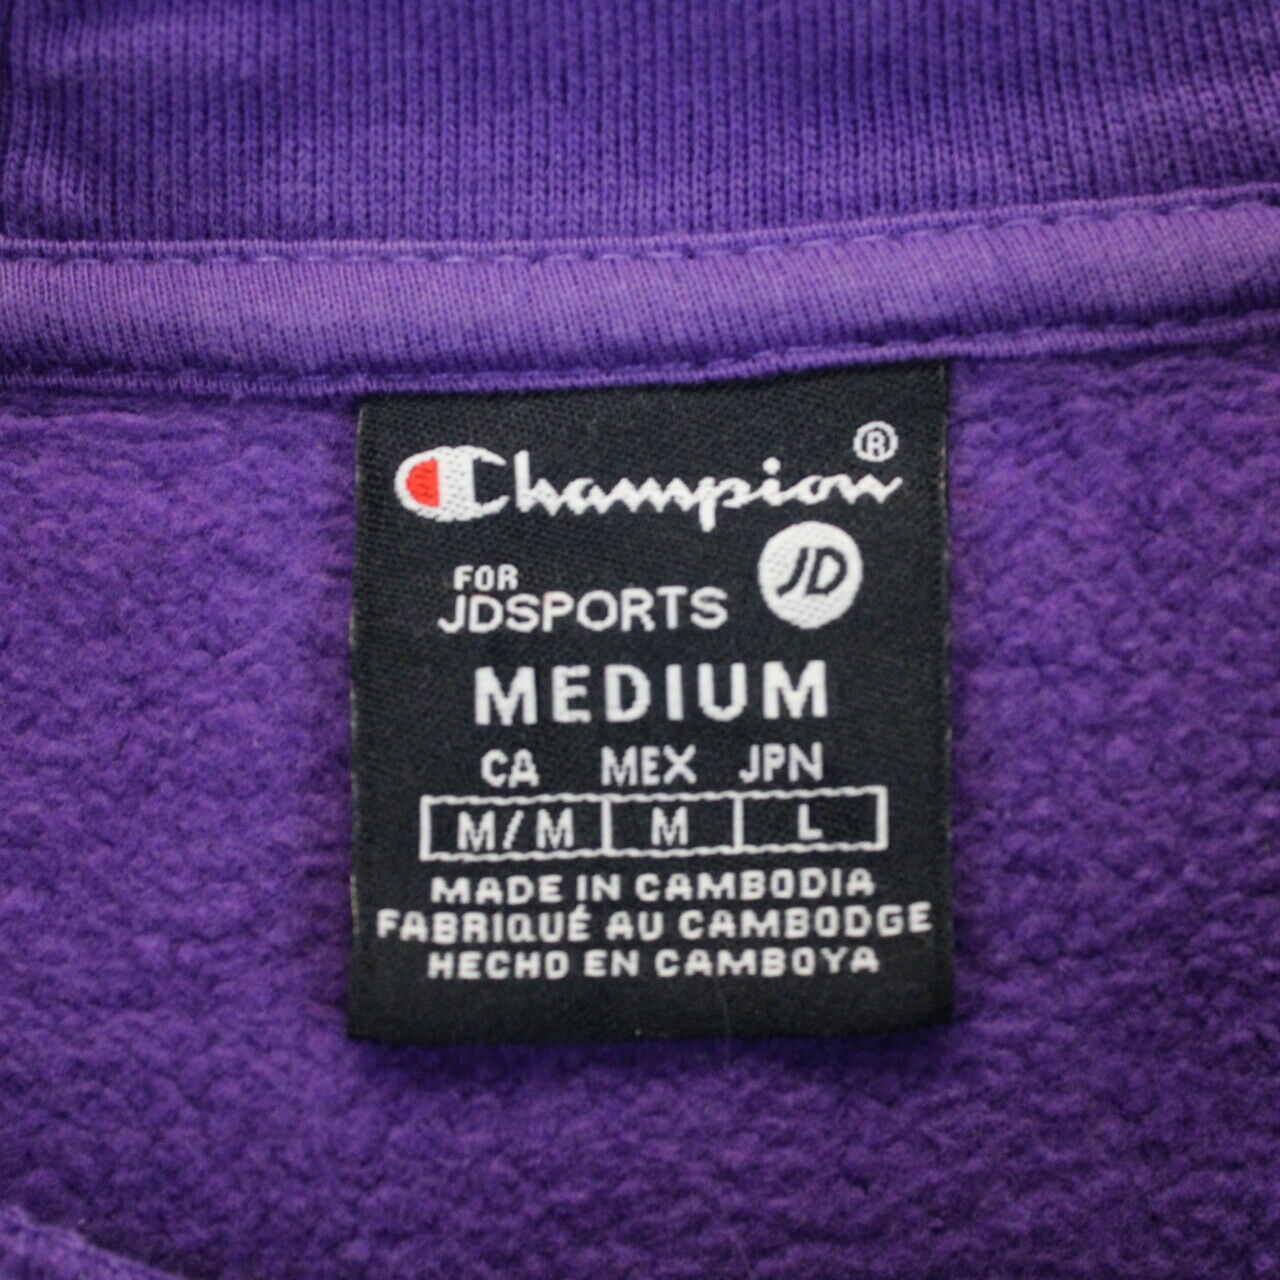 Champion®
FOR
JDSPORTS JD
MEDIUM
CA MEX JPN
M/M M L
MADE IN CAMBODIA
FABRIQUÉ AU CAMBODGE
HECHO EN CAMBOYA